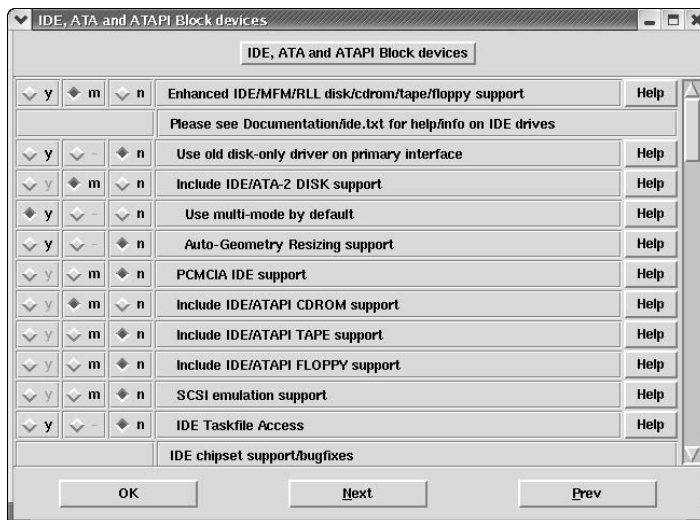 IDE, ATA and ATAPI Block devices
IDE, ATA and ATAPI Block devices
y m n Enhanced IDE/MFM/RLL disk/cdrom/tape/floppy support Help
Please see Documentation/ide.txt for help/info on IDE drives
y - n Use old disk-only driver on primary interface Help
y m n Include IDE/ATA-2 DISK support Help
y - n Use multi-mode by default Help
y - n Auto-Geometry Resizing support Help
y m n PCMCIA IDE support Help
y m n Include IDE/ATAPI CDROM support Help
y m n Include IDE/ATAPI TAPE support Help
y m n Include IDE/ATAPI FLOPPY support Help
y m n SCSI emulation support Help
y - n IDE Taskfile Access Help
IDE chipset support/bugfixes
OK Next Prev